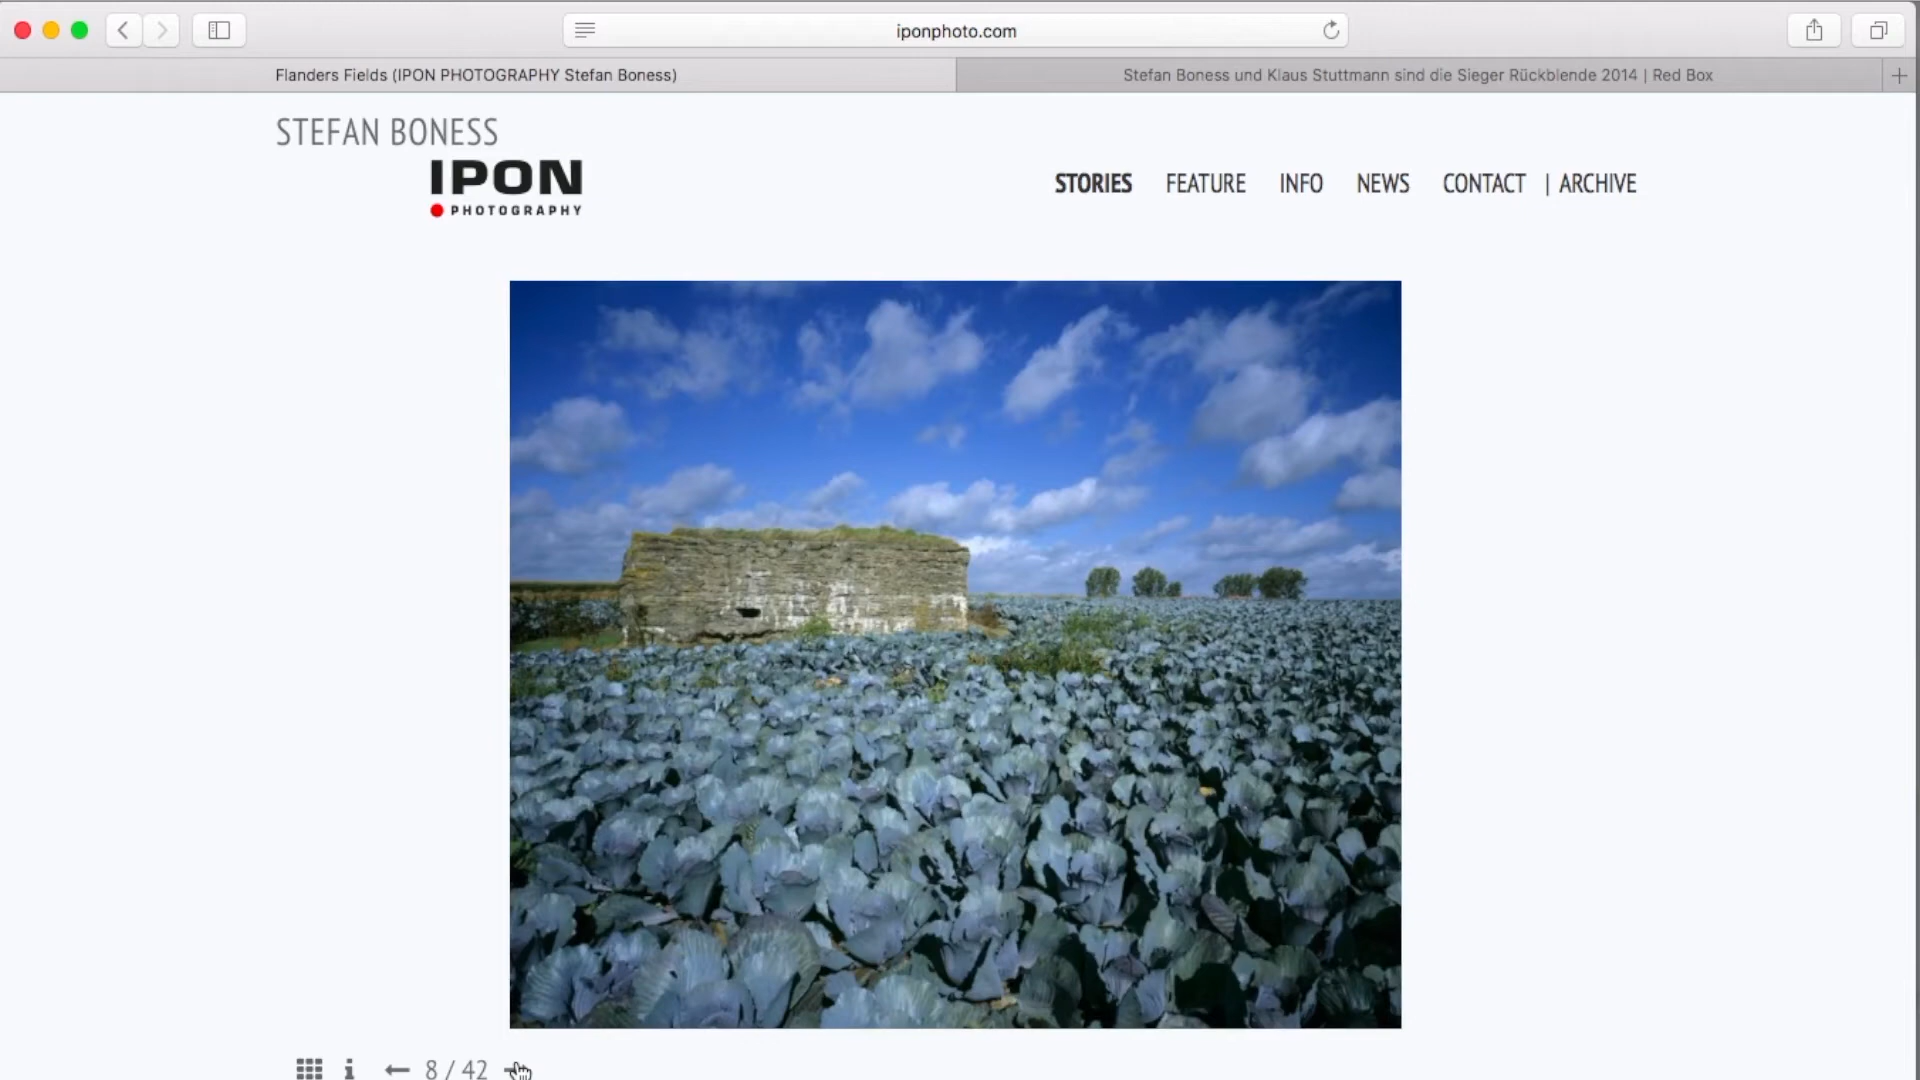 iponphoto.com
Flanders Fields (IPON PHOTOGRAPHY Stefan Boness)
Stefan Boness und Klaus Stuttmann sind die Sieger Rückblende 2014 | Red Box
STEFAN BONESS
IPON
PHOTOGRAPHY
STORIES FEATURE INFO NEWS CONTACT | ARCHIVE
8 / 42